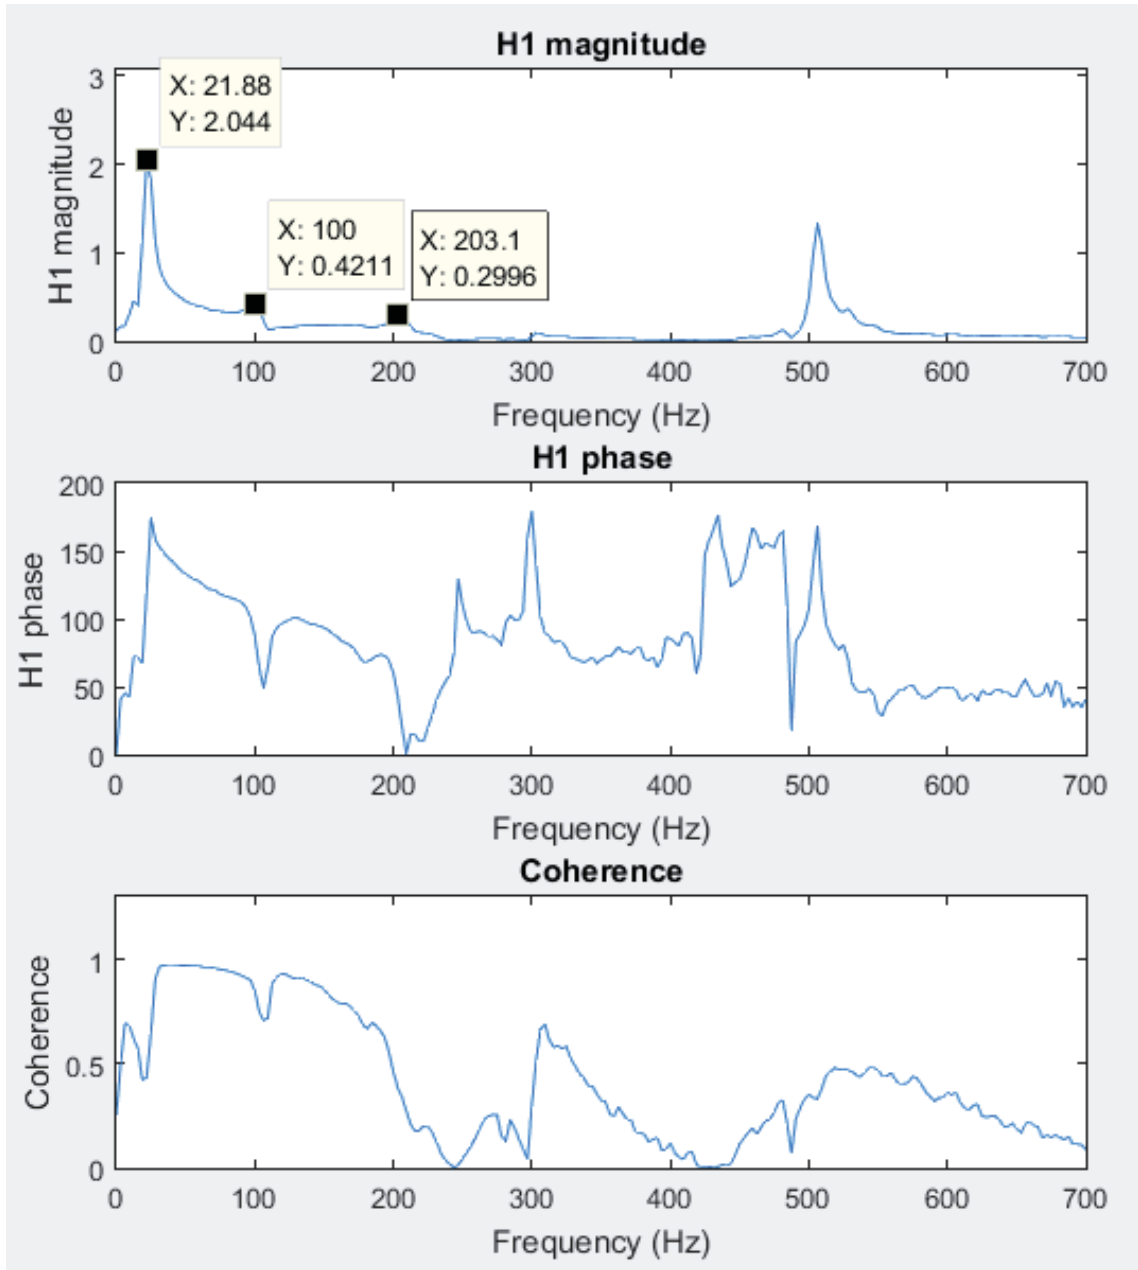 H1 magnitude
X: 21.88
Y: 2.044
X: 100
Y: 0.4211
X: 203.1
Y: 0.2996
H1 magnitude
3
2
1
0
0 100 200 300 400 500 600 700
Frequency (Hz)
H1 phase
H1 phase
200
150
100
50
0
0 100 200 300 400 500 600 700
Frequency (Hz)
Coherence
Coherence
1
0.5
0
0 100 200 300 400 500 600 700
Frequency (Hz)